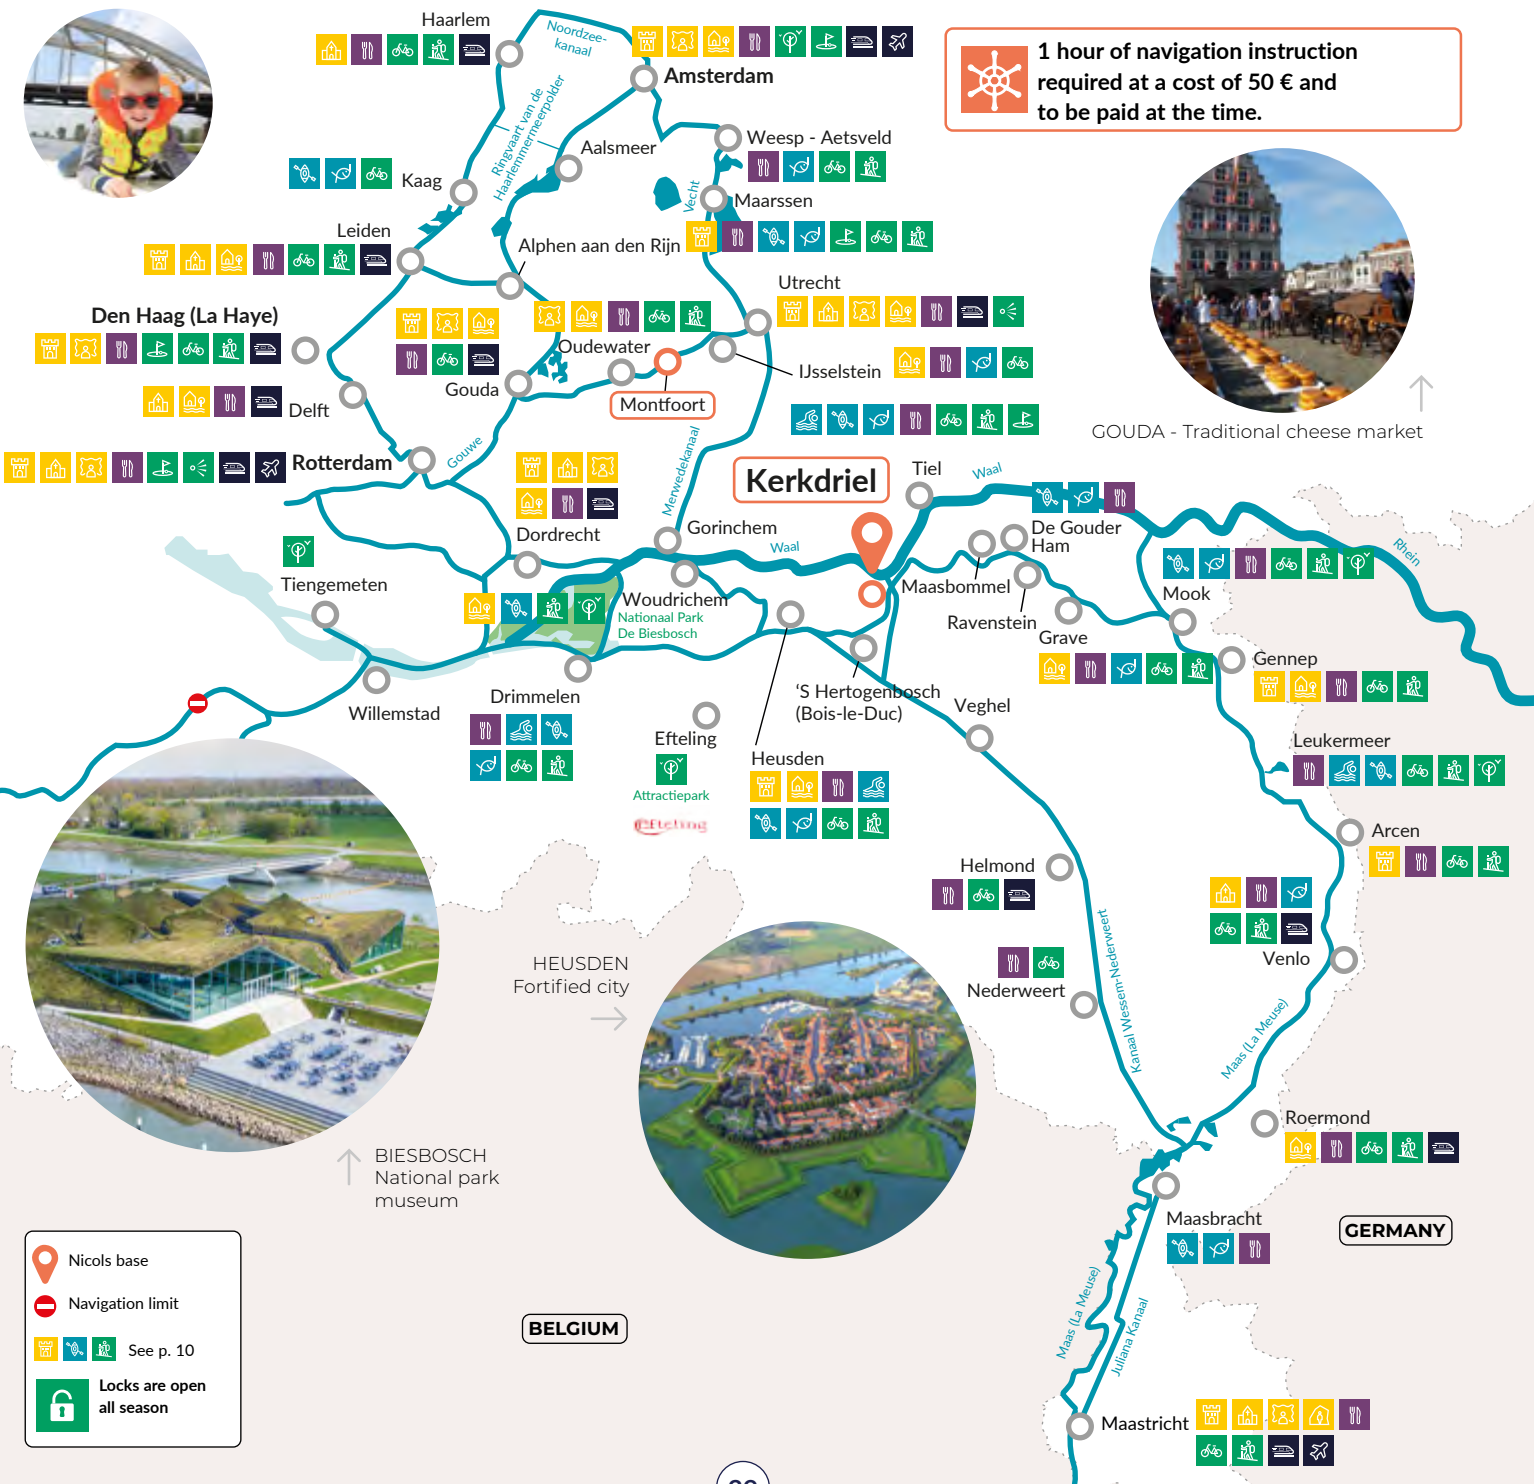 Haarlem
Noordzee-
kanaal
Amsterdam
1 hour of navigation instruction
required at a cost of 50 € and
to be paid at the time.
Ringvaart van de
Haarlemmermeerpolder
Aalsmeer
Weesp - Aetsveld
Kaag
Vecht
Maarssen
Leiden
Alphen aan den Rijn
Utrecht
Den Haag (La Haye)
Oudewater
IJsselstein
Gouda
Montfoort
Delft
GOUDA - Traditional cheese market
Rotterdam
Gouwe
Merwedekanaal
Kerkdriel
Tiel
Waal
Dordrecht
Gorinchem
Waal
De Gouder
Ham
Rhein
Tiengemeten
Maasbommel
Mook
Woudrichem
Nationaal Park
De Biesbosch
Ravenstein
Grave
Gennep
Drimmelen
'S Hertogenbosch
(Bois-le-Duc)
Veghel
Willemstad
Efteling
Attractiepark
Efteling
Heusden
Leukermeer
Arcen
Helmond
Kanaal Wessem-Nederweert
Venlo
HEUSDEN
Fortified city
Nederweert
Maas (La Meuse)
Roermond
BIESBOSCH
National park
museum
Maasbracht
GERMANY
Nicols base
Navigation limit
See p. 10
Locks are open
all season
BELGIUM
Maas (La Meuse)
Juliana Kanaal
Maastricht